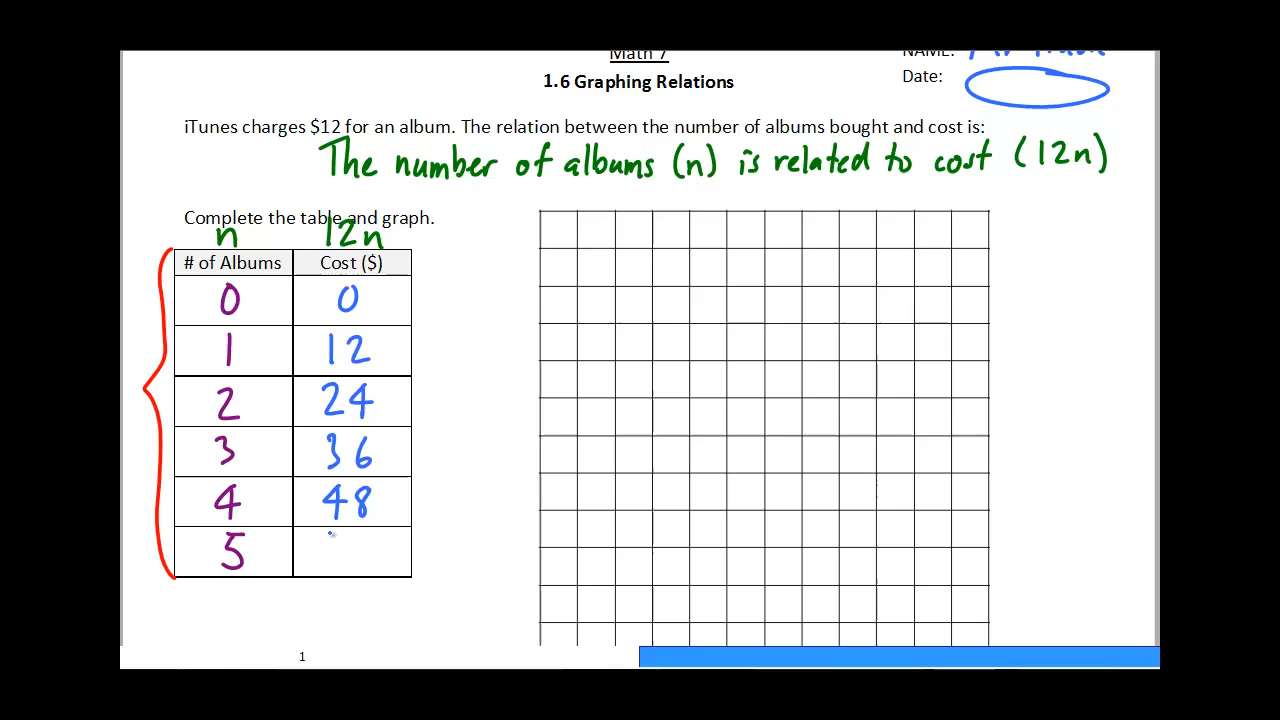 Math 7
NAME:
1.6 Graphing Relations
Date:
iTunes charges $12 for an album. The relation between the number of albums bought and cost is:
The number of albums (n) is related to cost (12n)
Complete the table and graph.
n 12n
# of Albums Cost ($)
0 0
1 12
2 24
3 36
4 48
5
1